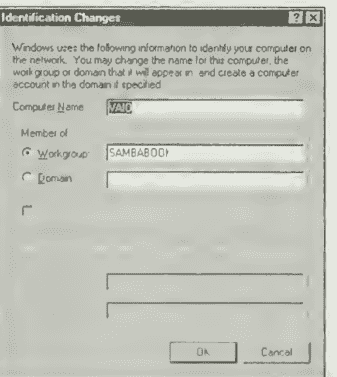 Identification Changes
Windows uses the following information to identify your computer on
the network. You may change the name for this computer, the
workgroup or domain that it will appear in and create a computer
account in the domain if specified
Computer Name VAIO
Member of
Workgroup: SAMBABOOK
Domain
OK Cancel